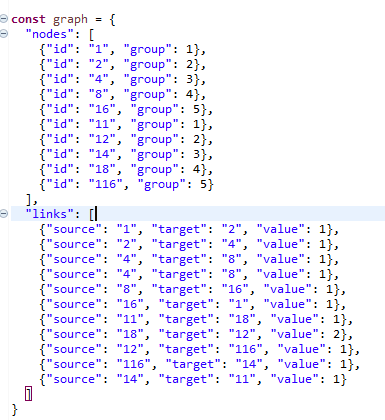 const graph = {
"nodes": [
{"id": "1", "group": 1},
{"id": "2", "group": 2},
{"id": "4", "group": 3},
{"id": "8", "group": 4},
{"id": "16", "group": 5},
{"id": "11", "group": 1},
{"id": "12", "group": 2},
{"id": "14", "group": 3},
{"id": "18", "group": 4},
{"id": "116", "group": 5}
],
"links": [
{"source": "1", "target": "2", "value": 1},
{"source": "2", "target": "4", "value": 1},
{"source": "4", "target": "8", "value": 1},
{"source": "4", "target": "8", "value": 1},
{"source": "8", "target": "16", "value": 1},
{"source": "16", "target": "1", "value": 1},
{"source": "11", "target": "18", "value": 1},
{"source": "18", "target": "12", "value": 2},
{"source": "12", "target": "116", "value": 1},
{"source": "116", "target": "14", "value": 1},
{"source": "14", "target": "11", "value": 1}
]
}